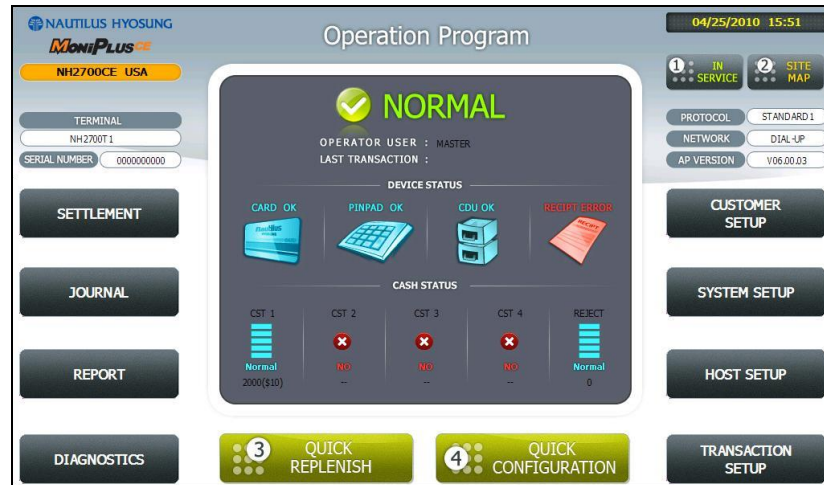 NAUTILUS HYOSUNG
MoniPlusCE
NH2700CE USA
Operation Program
04/25/2010 15:51
1 IN SERVICE
2 SITE MAP
TERMINAL
NH2700T1
SERIAL NUMBER 0000000000
PROTOCOL STANDARD1
NETWORK DIAL-UP
AP VERSION V06.00.03
NORMAL
OPERATOR USER : MASTER
LAST TRANSACTION :
DEVICE STATUS
CARD OK PINPAD OK CDU OK RECIPT ERROR
Nautilus
RECEIPT
CASH STATUS
CST 1 CST 2 CST 3 CST 4 REJECT
Normal NO NO NO Normal
2000($10) -- -- -- 0
SETTLEMENT
JOURNAL
REPORT
DIAGNOSTICS
CUSTOMER
SETUP
SYSTEM SETUP
HOST SETUP
TRANSACTION
SETUP
3 QUICK
REPLENISH
4 QUICK
CONFIGURATION